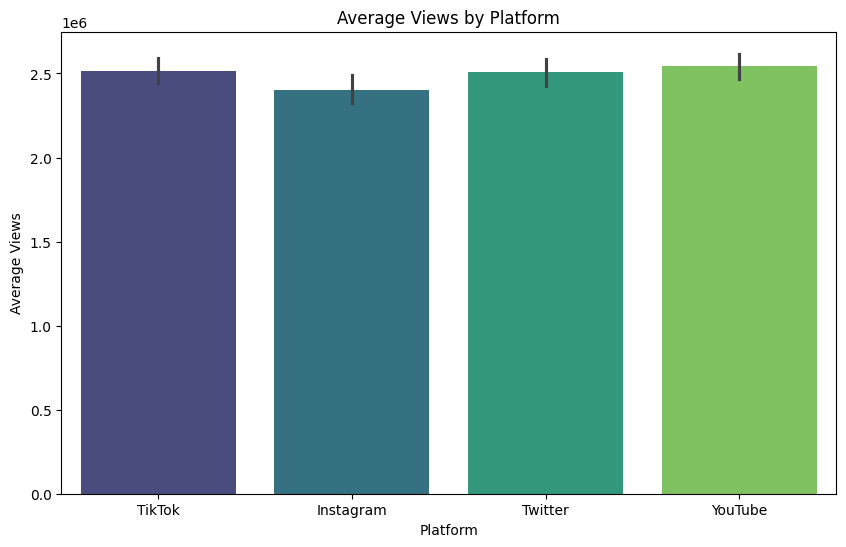 Average Views by Platform
1e6
2.5
2.0
1.5
1.0
0.5
0.0
Average Views
TikTok
Instagram
Twitter
YouTube
Platform